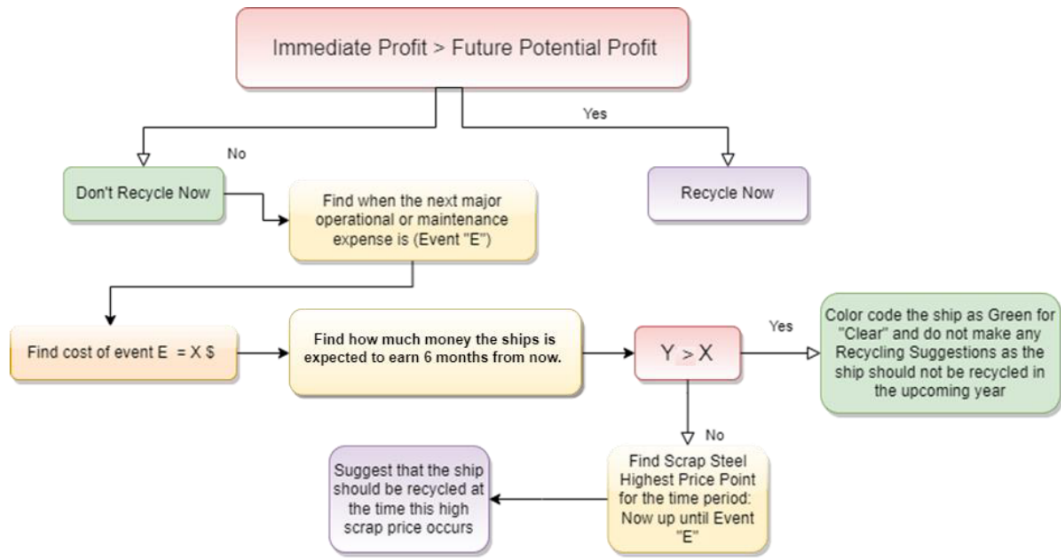 Immediate Profit > Future Potential Profit
Yes
No
Don't Recycle Now
Recycle Now
Find when the next major
operational or maintenance
expense is (Event "E")
Find cost of event E = X $
Find how much money the ships is
expected to earn 6 months from now.
Y > X
Yes
Color code the ship as Green for
"Clear" and do not make any
Recycling Suggestions as the
ship should not be recycled in
the upcoming year
No
Find Scrap Steel
Highest Price Point
for the time period:
Now up until Event
"E"
Suggest that the ship
should be recycled at
the time this high
scrap price occurs